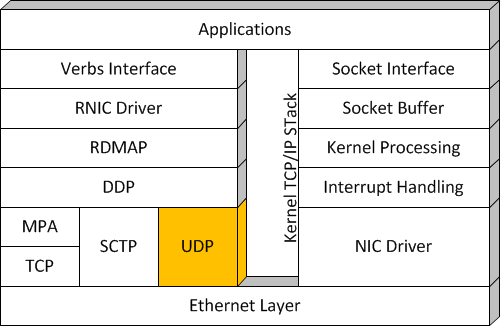 Applications
Verbs Interface
RNIC Driver
RDMAP
DDP
MPA
TCP
SCTP
UDP
Kernel TCP/IP STack
Socket Interface
Socket Buffer
Kernel Processing
Interrupt Handling
NIC Driver
Ethernet Layer